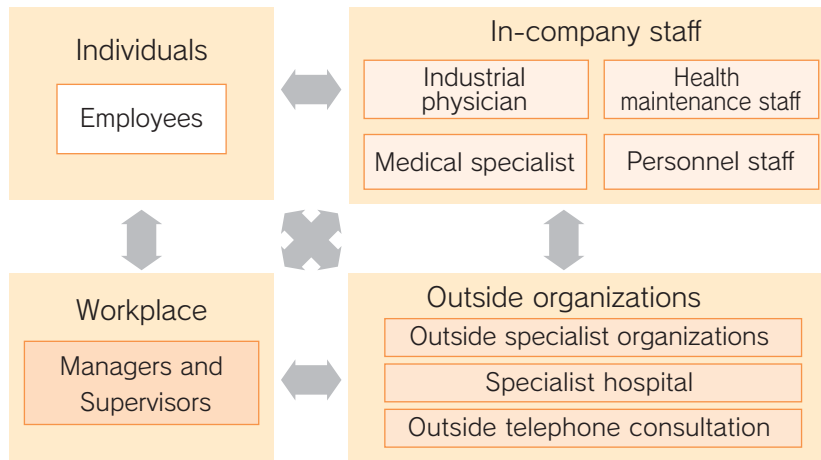 Individuals
Employees
In-company staff
Industrial
physician
Health
maintenance staff
Medical specialist
Personnel staff
Workplace
Managers and
Supervisors
Outside organizations
Outside specialist organizations
Specialist hospital
Outside telephone consultation